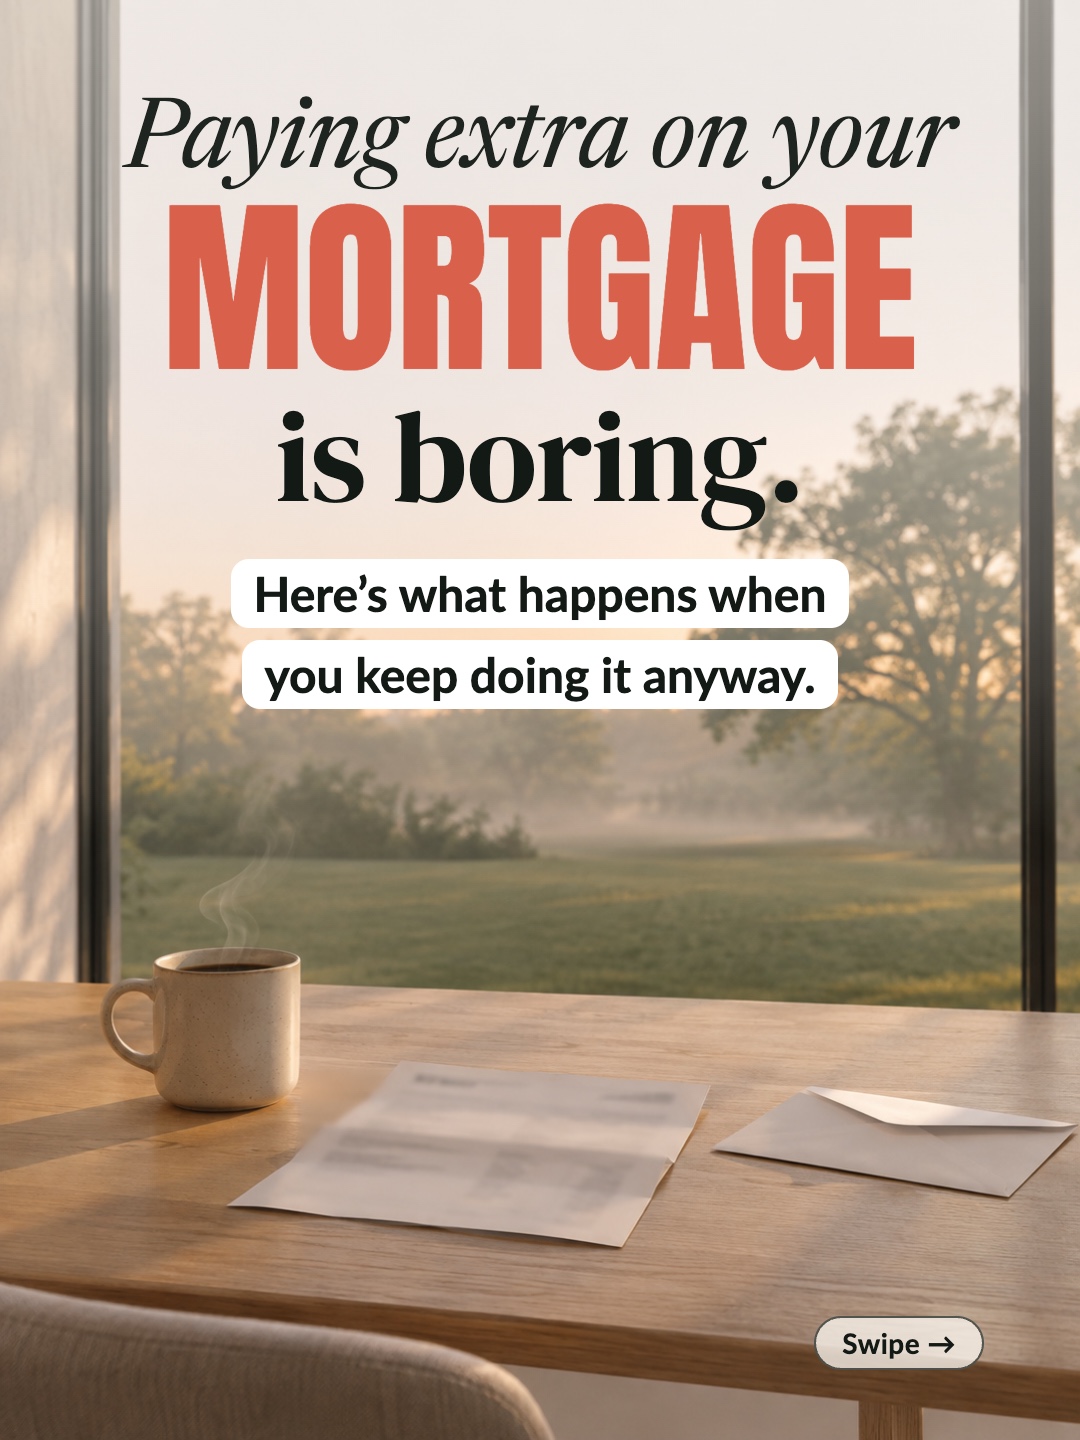 Paying extra on your
MORTGAGE
is boring.
Here’s what happens when
you keep doing it anyway.
Swipe →